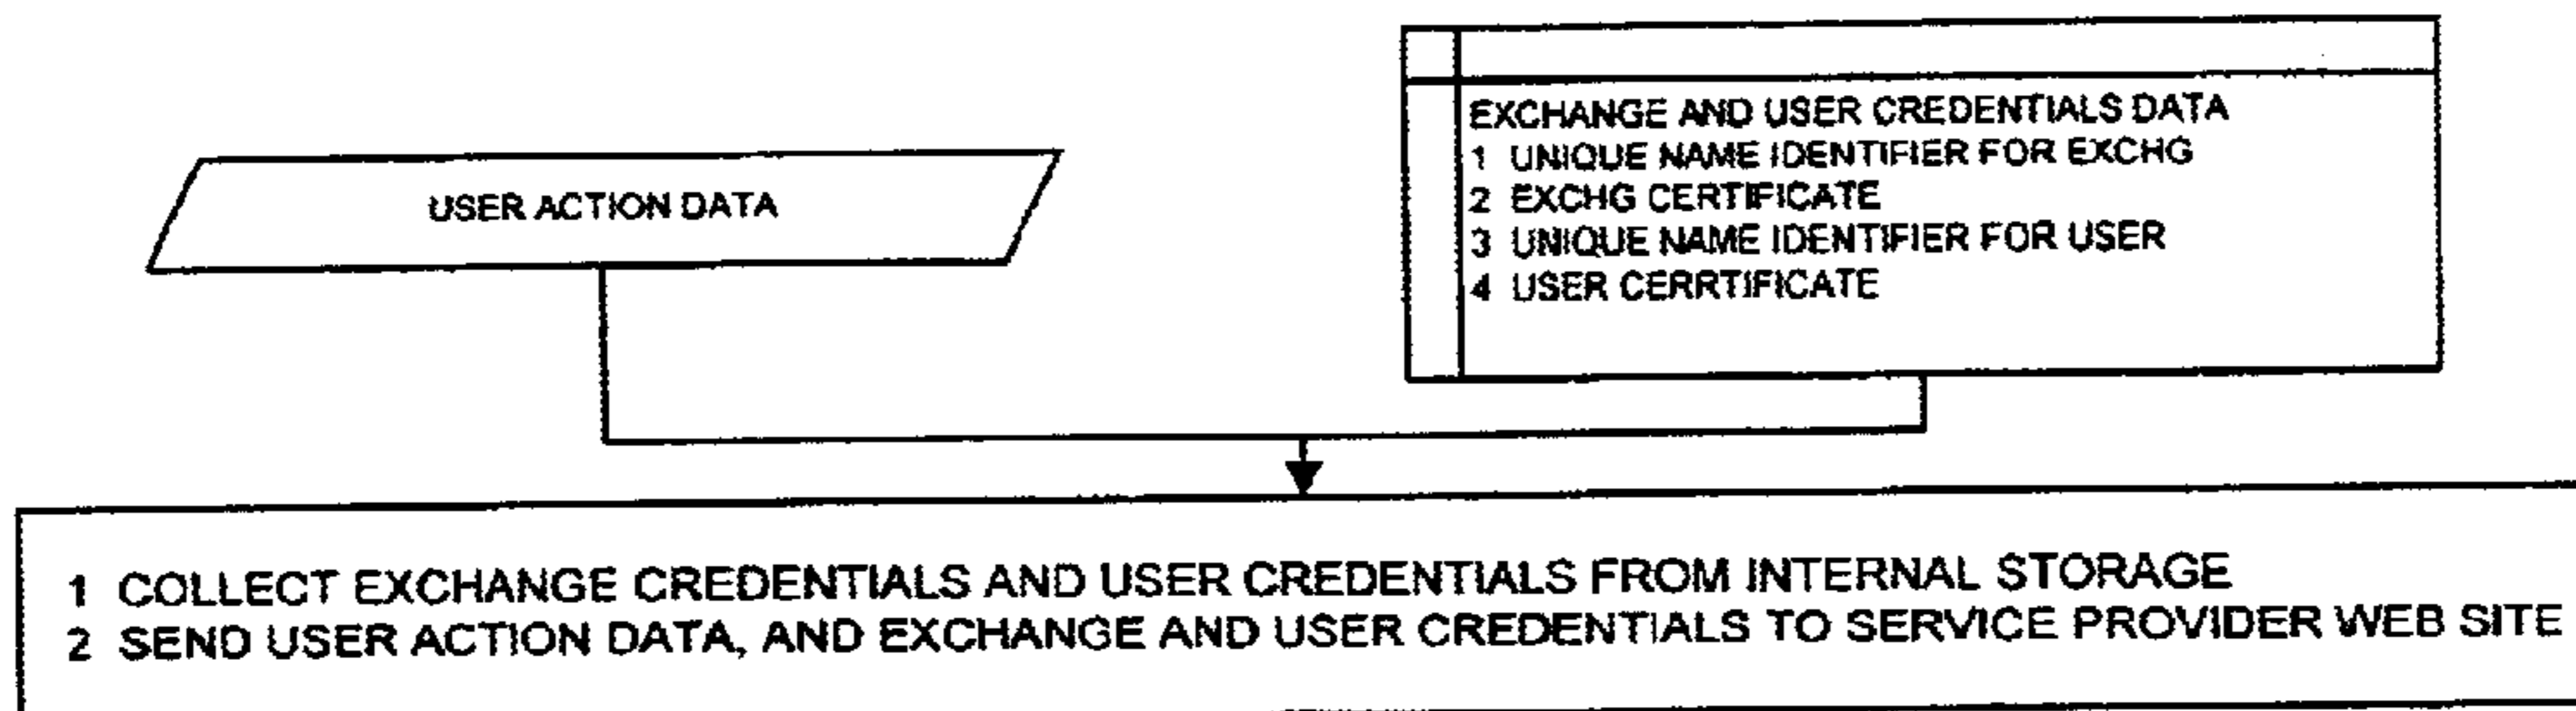 USER ACTION DATA
EXCHANGE AND USER CREDENTIALS DATA
1 UNIQUE NAME IDENTIFIER FOR EXCHG
2 EXCHG CERTIFICATE
3 UNIQUE NAME IDENTIFIER FOR USER
4 USER CERRTIFICATE
1 COLLECT EXCHANGE CREDENTIALS AND USER CREDENTIALS FROM INTERNAL STORAGE
2 SEND USER ACTION DATA, AND EXCHANGE AND USER CREDENTIALS TO SERVICE PROVIDER WEB SITE